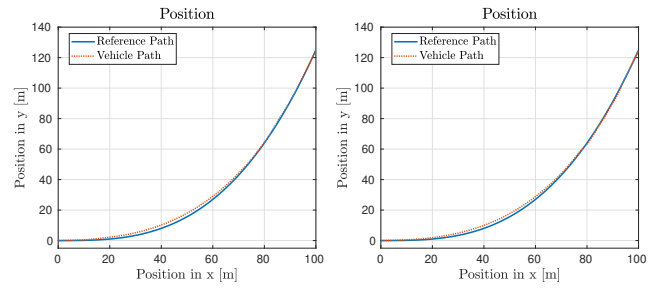 Position
Reference Path
Vehicle Path
140
120
100
80
60
40
20
0
Position in y [m]
0 20 40 60 80 100
Position in x [m]
Position
Reference Path
Vehicle Path
140
120
100
80
60
40
20
0
Position in y [m]
0 20 40 60 80 100
Position in x [m]